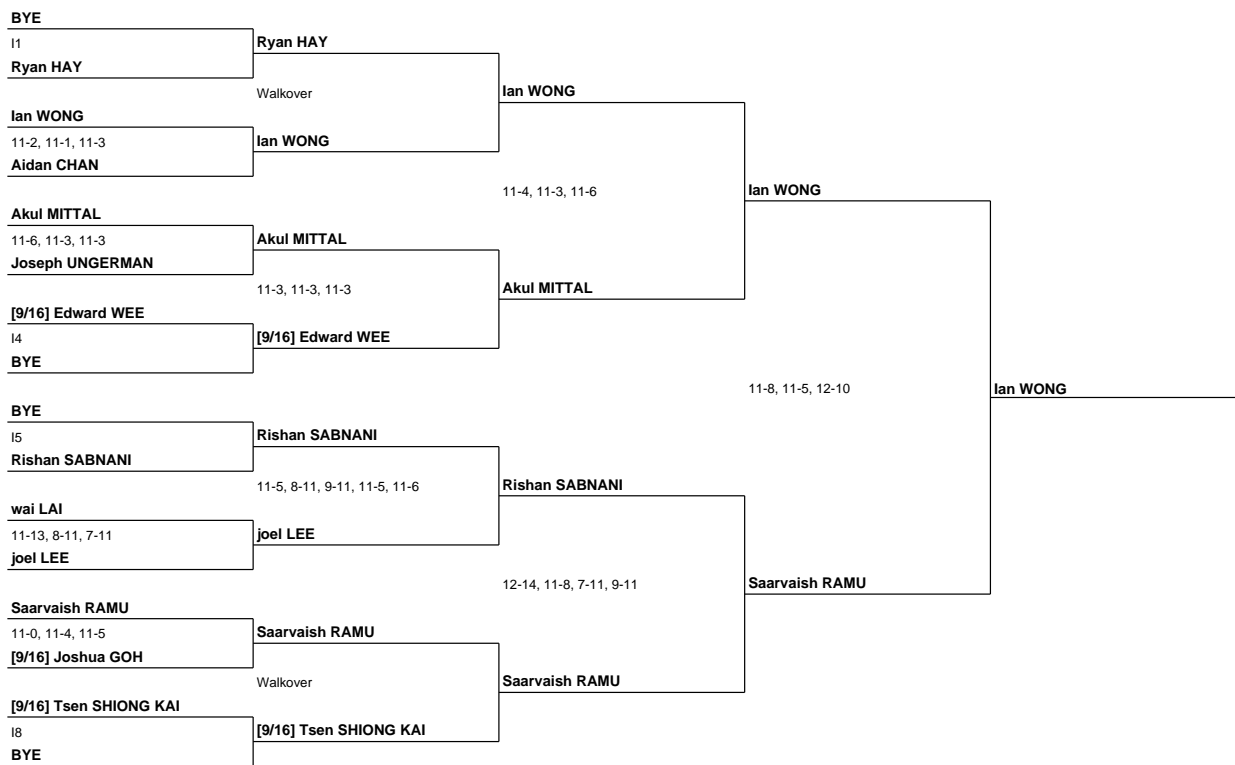 BYE
I1
Ryan HAY
Ryan HAY
Walkover
Ian WONG
Ian WONG
11-2, 11-1, 11-3
Ian WONG
Aidan CHAN
11-4, 11-3, 11-6
Ian WONG
Akul MITTAL
11-6, 11-3, 11-3
Akul MITTAL
Joseph UNGERMAN
11-3, 11-3, 11-3
Akul MITTAL
[9/16] Edward WEE
I4
[9/16] Edward WEE
BYE
11-8, 11-5, 12-10
Ian WONG
BYE
I5
Rishan SABNANI
Rishan SABNANI
11-5, 8-11, 9-11, 11-5, 11-6
Rishan SABNANI
wai LAI
11-13, 8-11, 7-11
joel LEE
joel LEE
12-14, 11-8, 7-11, 9-11
Saarvaish RAMU
Saarvaish RAMU
11-0, 11-4, 11-5
Saarvaish RAMU
[9/16] Joshua GOH
Walkover
Saarvaish RAMU
[9/16] Tsen SHIONG KAI
I8
[9/16] Tsen SHIONG KAI
BYE